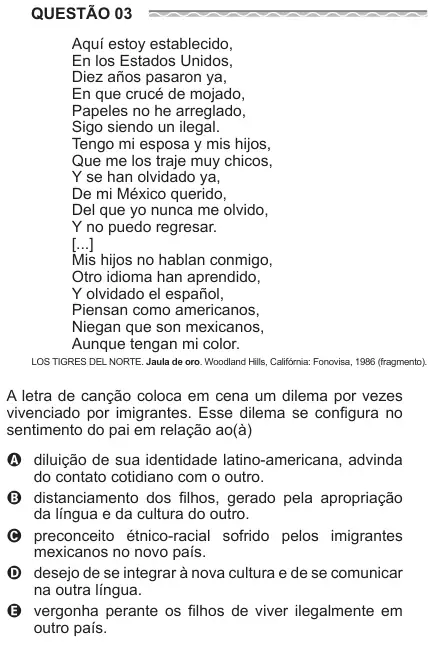 QUESTÃO 03
Aquí estoy establecido,
En los Estados Unidos,
Diez años pasaron ya,
En que crucé de mojado,
Papeles no he arreglado,
Sigo siendo un ilegal.
Tengo mi esposa y mis hijos,
Que me los traje muy chicos,
Y se han olvidado ya,
De mi México querido,
Del que yo nunca me olvido,
Y no puedo regresar.
[...]
Mis hijos no hablan conmigo,
Otro idioma han aprendido,
Y olvidado el español,
Piensan como americanos,
Niegan que son mexicanos,
Aunque tengan mi color.
LOS TIGRES DEL NORTE. Jaula de oro. Woodland Hills, Califórnia: Fonovisa, 1986 (fragmento).
A letra de canção coloca em cena um dilema por vezes
vivenciado por imigrantes. Esse dilema se configura no
sentimento do pai em relação ao(à)
A diluição de sua identidade latino-americana, advinda
do contato cotidiano com o outro.
B distanciamento dos filhos, gerado pela apropriação
da língua e da cultura do outro.
C preconceito étnico-racial sofrido pelos imigrantes
mexicanos no novo país.
D desejo de se integrar à nova cultura e de se comunicar
na outra língua.
E vergonha perante os filhos de viver ilegalmente em
outro país.